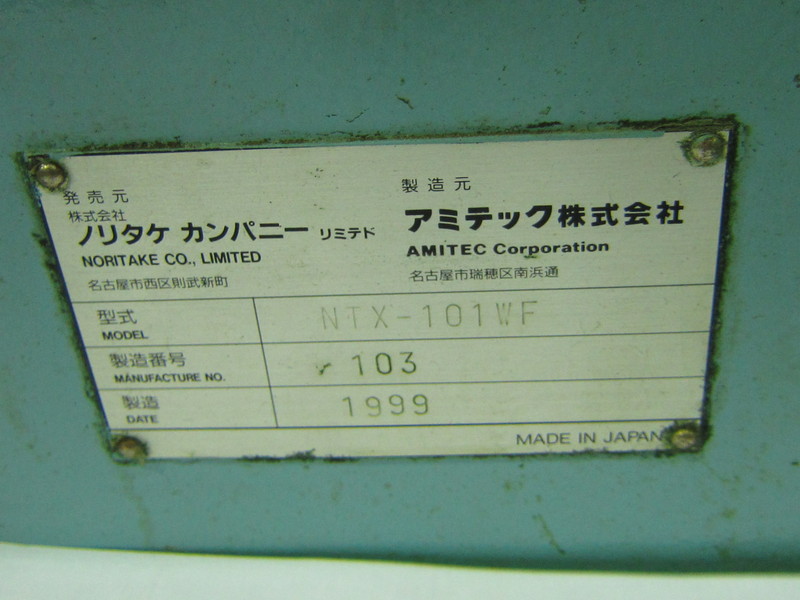 発売元
株式会社
ノリタケ カンパニー リミテド
NORITAKE CO., LIMITED
名古屋市西区則武新町
製造元
アミテック株式会社
AMITEC Corporation
名古屋市瑞穂区南浜通
型式 NTX-101WF
MODEL
製造番号 103
MANUFACTURE NO.
製造 1999
DATE
MADE IN JAPAN